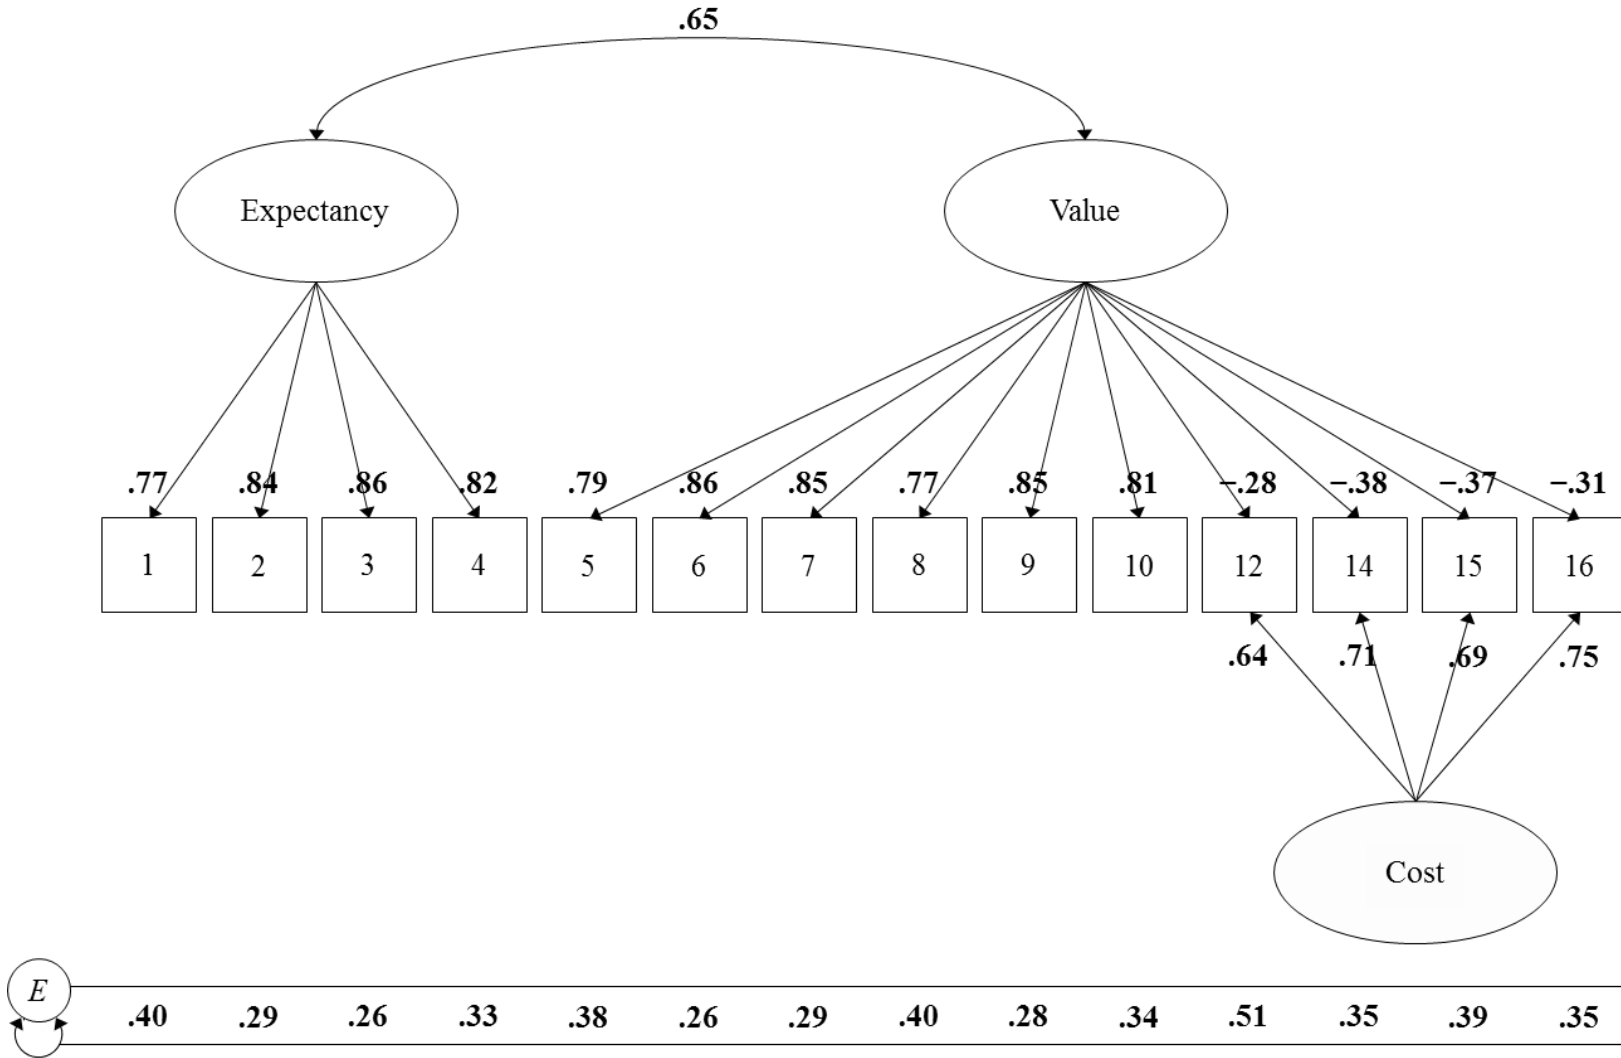 .65
Expectancy Value
.77 .84 .86 .82 .79 .86 .85 .77 .85 .81 −.28 −.38 −.37 −.31
1 2 3 4 5 6 7 8 9 10 12 14 15 16
.64 .71 .69 .75
Cost
E
.40 .29 .26 .33 .38 .26 .29 .40 .28 .34 .51 .35 .39 .35